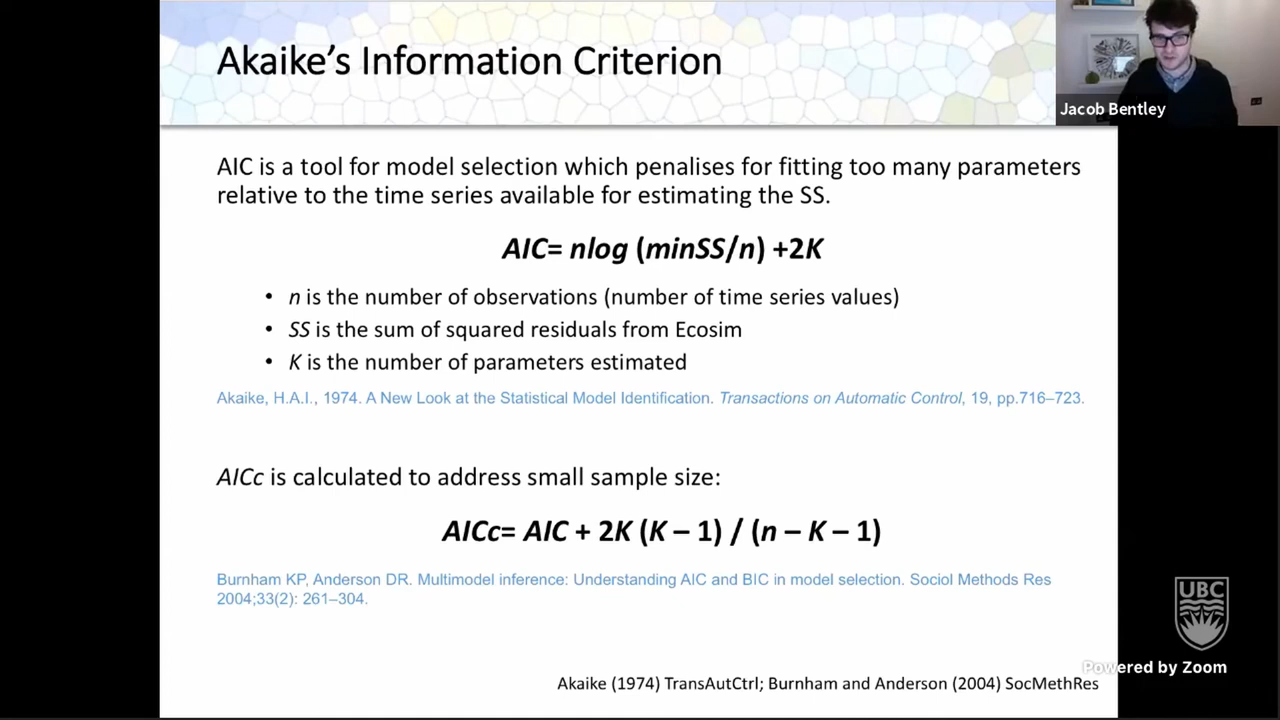 Akaike's Information Criterion
Jacob Bentley
AIC is a tool for model selection which penalises for fitting too many parameters
relative to the time series available for estimating the SS.
AIC= nlog (minSS/n) +2K
• n is the number of observations (number of time series values)
• SS is the sum of squared residuals from Ecosim
• K is the number of parameters estimated
Akaike, H.A.I., 1974. A New Look at the Statistical Model Identification. Transactions on Automatic Control, 19, pp.716–723.
AICc is calculated to address small sample size:
AICc= AIC + 2K (K – 1) / (n – K – 1)
Burnham KP, Anderson DR. Multimodel inference: Understanding AIC and BIC in model selection. Sociol Methods Res
2004;33(2): 261–304.
UBC
Powered by Zoom
Akaike (1974) TransAutCtrl; Burnham and Anderson (2004) SocMethRes